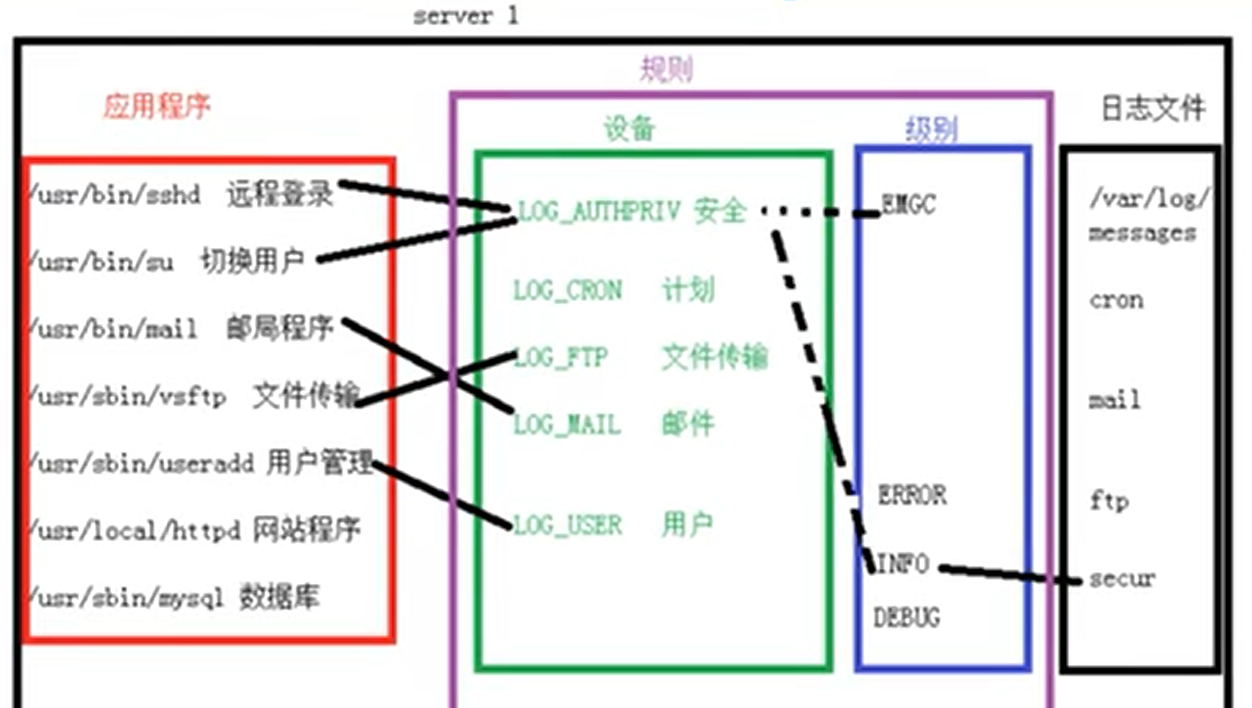 server 1
规则
应用程序
设备
级别
日志文件
/usr/bin/sshd 远程登录
/usr/bin/su 切换用户
/usr/bin/mail 邮局程序
/usr/sbin/vsftp 文件传输
/usr/sbin/useradd 用户管理
/usr/local/httpd 网站程序
/usr/sbin/mysql 数据库
LOG_AUTHPRIV 安全
LOG_CRON 计划
LOG_FTP 文件传输
LOG_MAIL 邮件
LOG_USER 用户
EMGC
ERROR
INFO
DEBUG
/var/log/
messages
cron
mail
ftp
secur